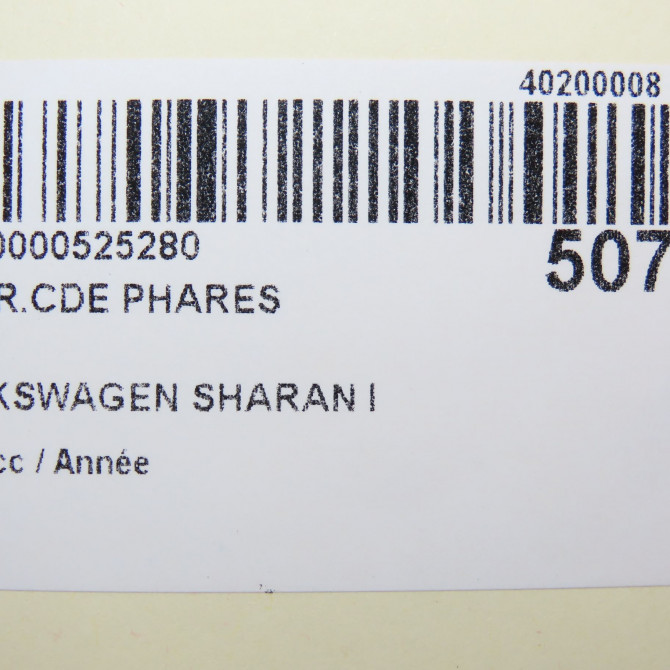 40200008
0000525280
507
R.CDE PHARES
KSWAGEN SHARAN I
cc / Année